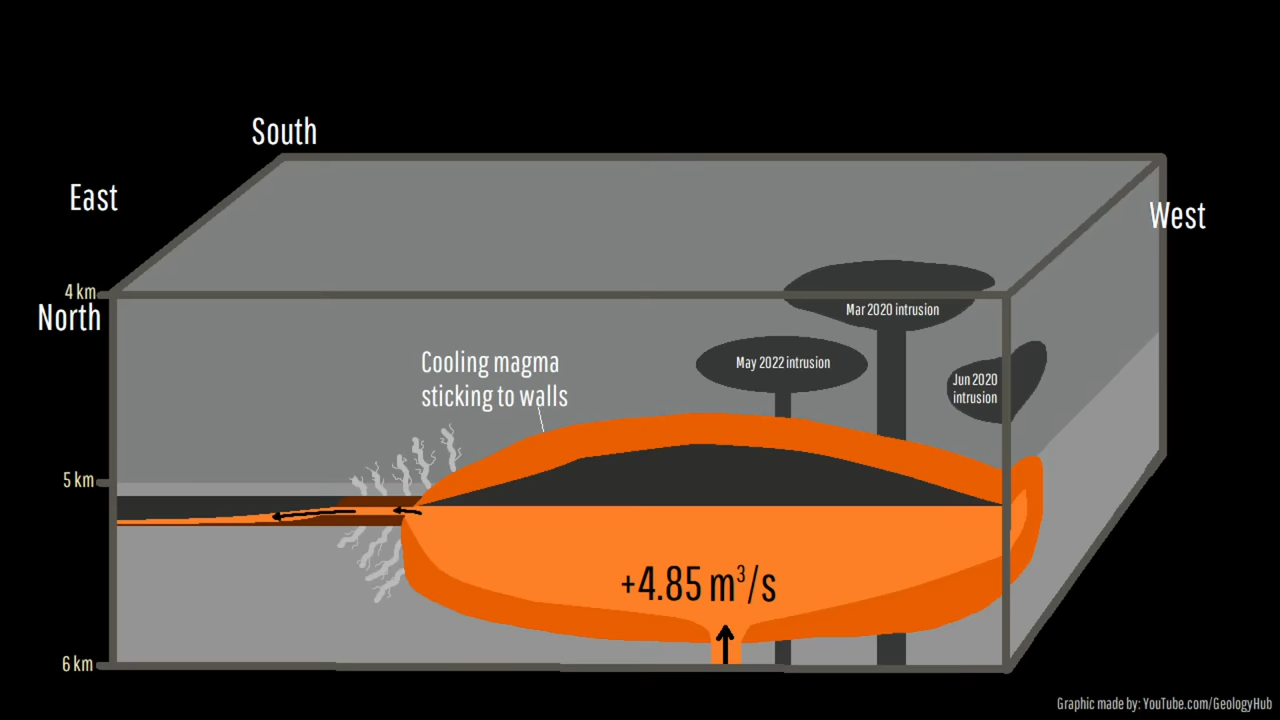 South
East
West
4 km
North
Mar 2020 intrusion
Cooling magma
sticking to walls
May 2022 intrusion
Jun 2020
intrusion
5 km
+4.85 m³/s
6 km
Graphic made by: YouTube.com/GeologyHub